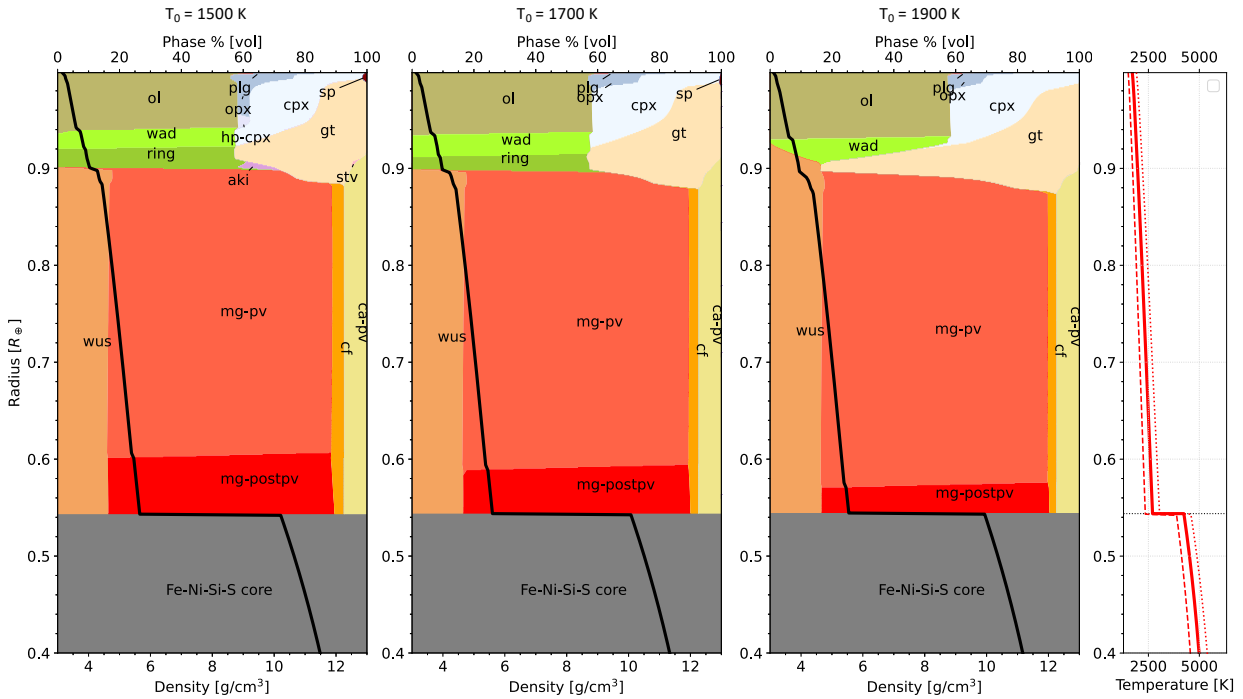 T₀ = 1500 K
T₀ = 1700 K
T₀ = 1900 K
Phase % [vol]
Phase % [vol]
Phase % [vol]
0 20 40 60 80 100
0 20 40 60 80 100
0 20 40 60 80 100
2500 5000
Radius [R⊕]
0.9
0.8
0.7
0.6
0.5
0.4
ol
plg
opx
cpx
sp
gt
wad
hp-cpx
ring
aki
stv
wus
mg-pv
cf
ca-pv
mg-postpv
Fe-Ni-Si-S core
0.9
0.8
0.7
0.6
0.5
0.4
ol
plg
opx
cpx
sp
gt
wad
ring
wus
mg-pv
cf
ca-pv
mg-postpv
Fe-Ni-Si-S core
0.9
0.8
0.7
0.6
0.5
0.4
ol
plg
opx
cpx
gt
wad
wus
mg-pv
cf
ca-pv
mg-postpv
Fe-Ni-Si-S core
0.9
0.8
0.7
0.6
0.5
0.4
4 6 8 10 12
4 6 8 10 12
4 6 8 10 12
2500 5000
Density [g/cm³]
Density [g/cm³]
Density [g/cm³]
Temperature [K]